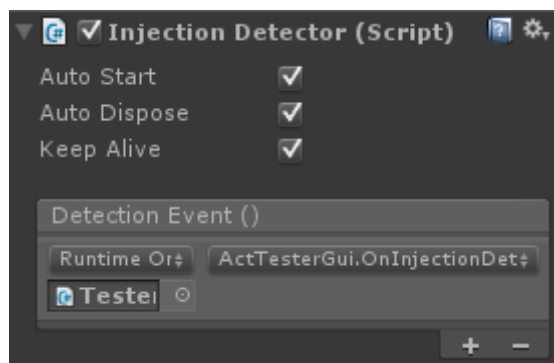 Injection Detector (Script)
Auto Start
Auto Dispose
Keep Alive
Detection Event ()
Runtime Or ActTesterGui.OnInjectionDet
Tester